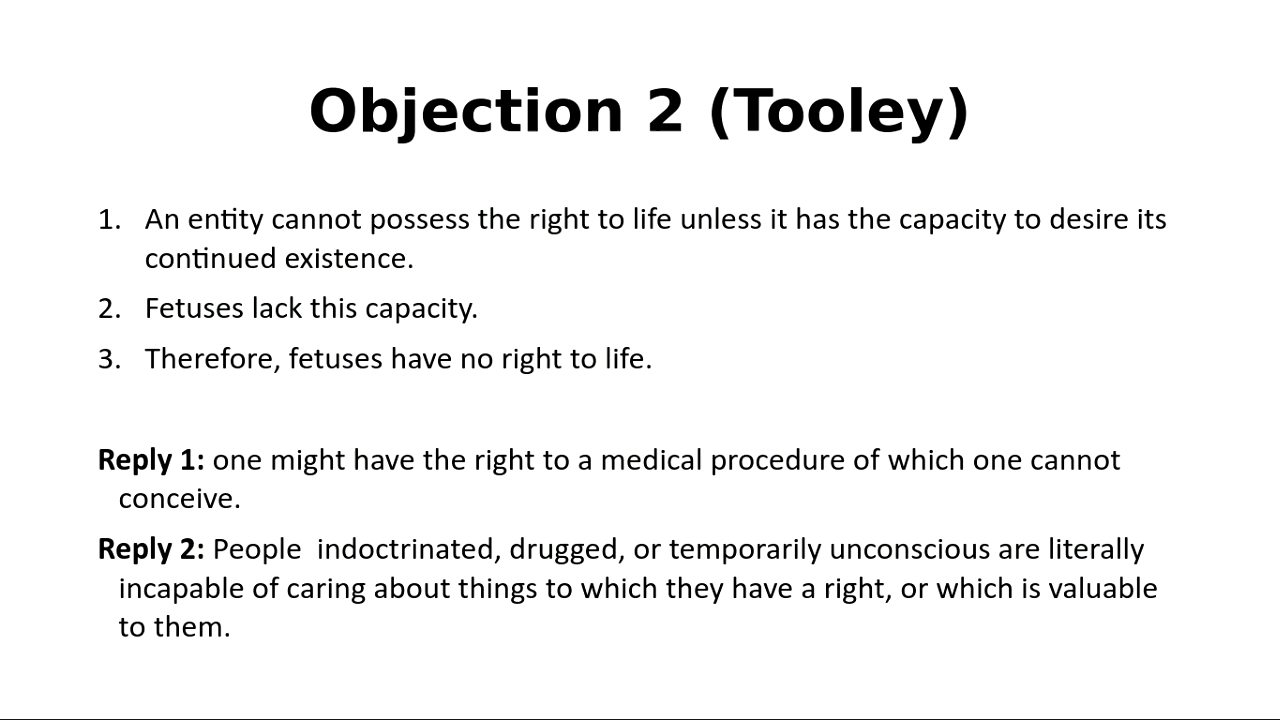 Objection 2 (Tooley)
1. An entity cannot possess the right to life unless it has the capacity to desire its
continued existence.
2. Fetuses lack this capacity.
3. Therefore, fetuses have no right to life.
Reply 1: one might have the right to a medical procedure of which one cannot
conceive.
Reply 2: People  indoctrinated, drugged, or temporarily unconscious are literally
incapable of caring about things to which they have a right, or which is valuable
to them.